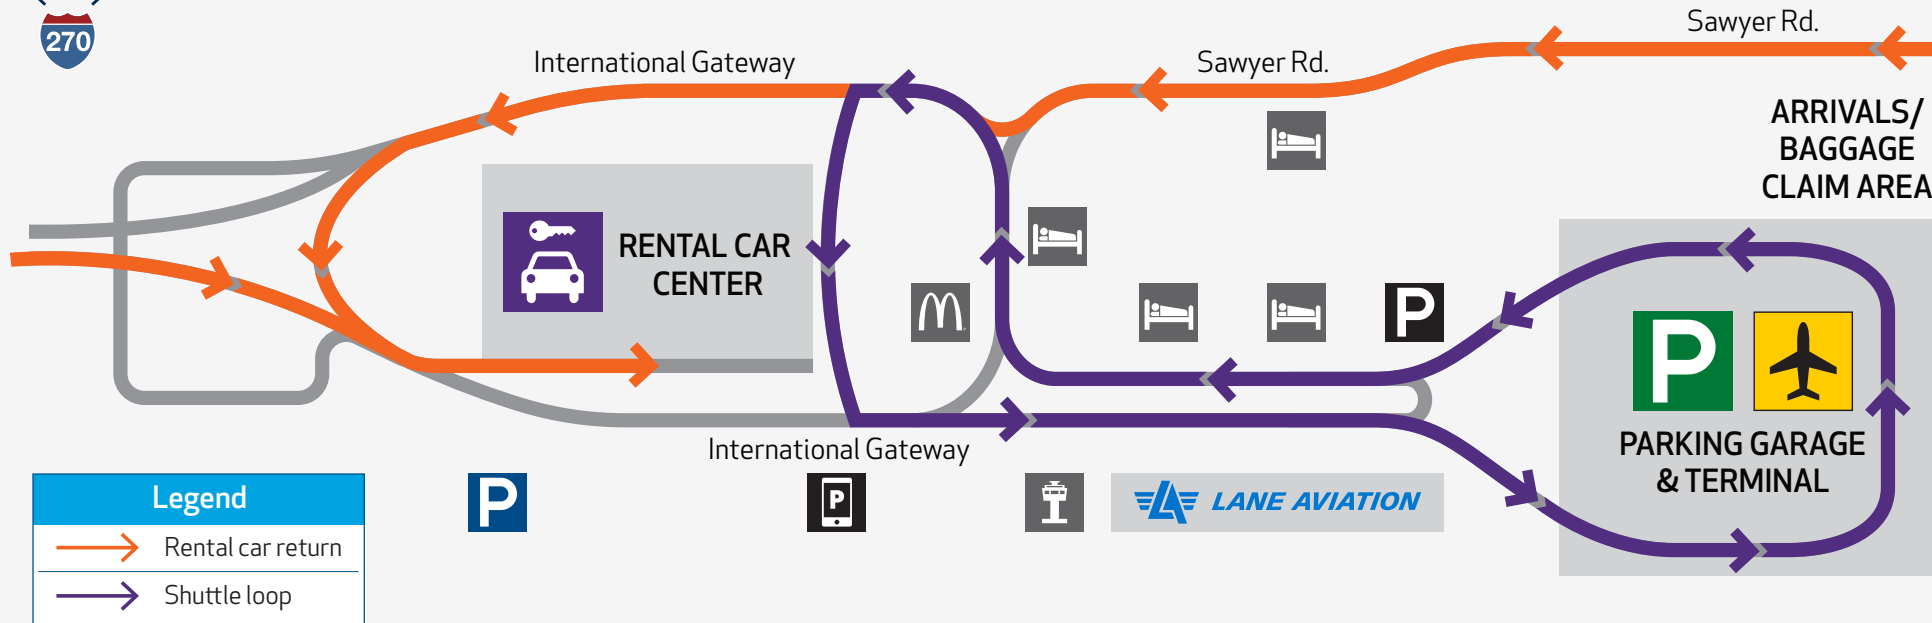 270
Sawyer Rd.
International Gateway
Sawyer Rd.
ARRIVALS/
BAGGAGE
CLAIM AREA
RENTAL CAR
CENTER
P
P
PARKING GARAGE
& TERMINAL
International Gateway
P
P
LANE AVIATION
Legend
Rental car return
Shuttle loop